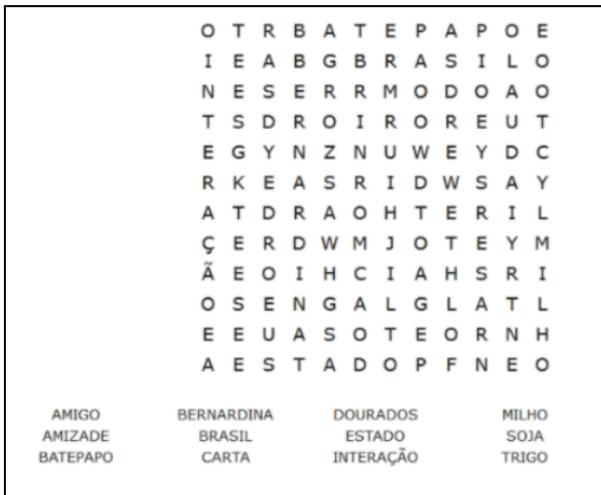 O T R B A T E P A P O E
I E A B G B R A S I L O
N E S E R R M O D O A O
T S D R O I R O R E U T
E G Y N Z N U W E Y D C
R K E A S R I D W S A Y
A T D R A O H T E R I L
Ç E R D W M J O T E Y M
Ã E O I H C I A H S R I
O S E N G A L G L A T L
E E U A S O T E O R N H
A E S T A D O P F N E O
AMIGO BERNARDINA DOURADOS MILHO
AMIZADE BRASIL ESTADO SOJA
BATEPAPO CARTA INTERAÇÃO TRIGO